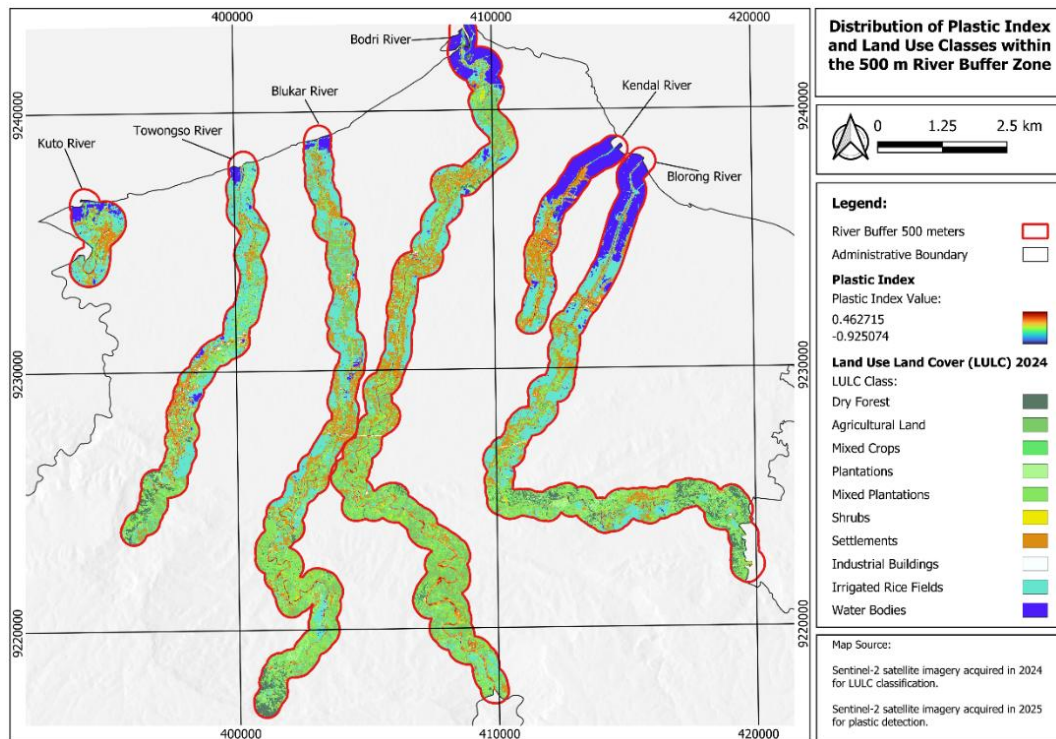 400000
410000
420000
Bodri River
Blukar River
Kendal River
Towongso River
Kuto River
Blorong River
9240000
9240000
9230000
9230000
9220000
9220000
400000
410000
420000
Distribution of Plastic Index
and Land Use Classes within
the 500 m River Buffer Zone
0 1.25 2.5 km
Legend:
River Buffer 500 meters
Administrative Boundary
Plastic Index
Plastic Index Value:
0.462715
-0.925074
Land Use Land Cover (LULC) 2024
LULC Class:
Dry Forest
Agricultural Land
Mixed Crops
Plantations
Mixed Plantations
Shrubs
Settlements
Industrial Buildings
Irrigated Rice Fields
Water Bodies
Map Source:
Sentinel-2 satellite imagery acquired in 2024
for LULC classification.
Sentinel-2 satellite imagery acquired in 2025
for plastic detection.